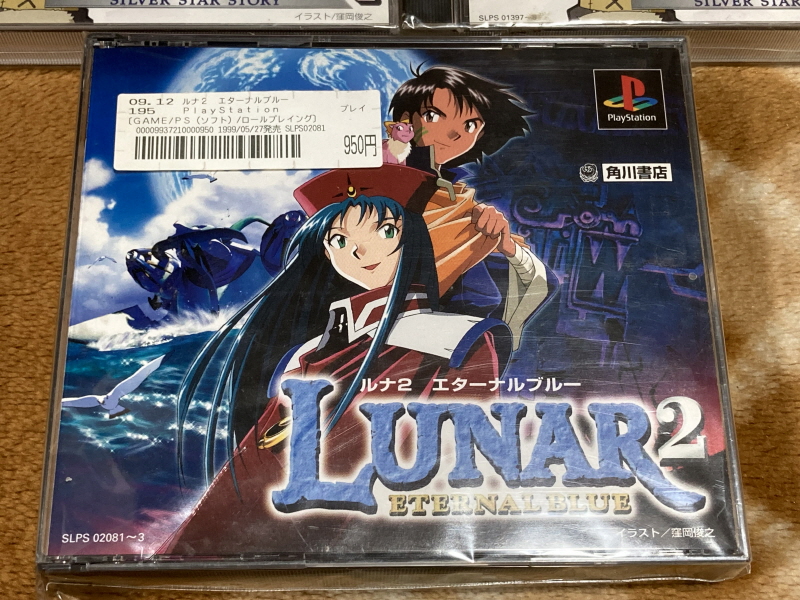 SILVER STAR STORY
イラスト/窪岡俊之
SLPS 01397~
SILVER STAR
09.12 ルナ2 エターナルブルー
195 PlayStation プレイ
[GAME/PS(ソフト)/ロールプレイング]
00009937210000950 1999/05/27発売 SLPS02081
950円
PlayStation
角川書店
ルナ2 エターナルブルー
LUNAR2
ETERNAL BLUE
SLPS 02081~3
イラスト/窪岡俊之